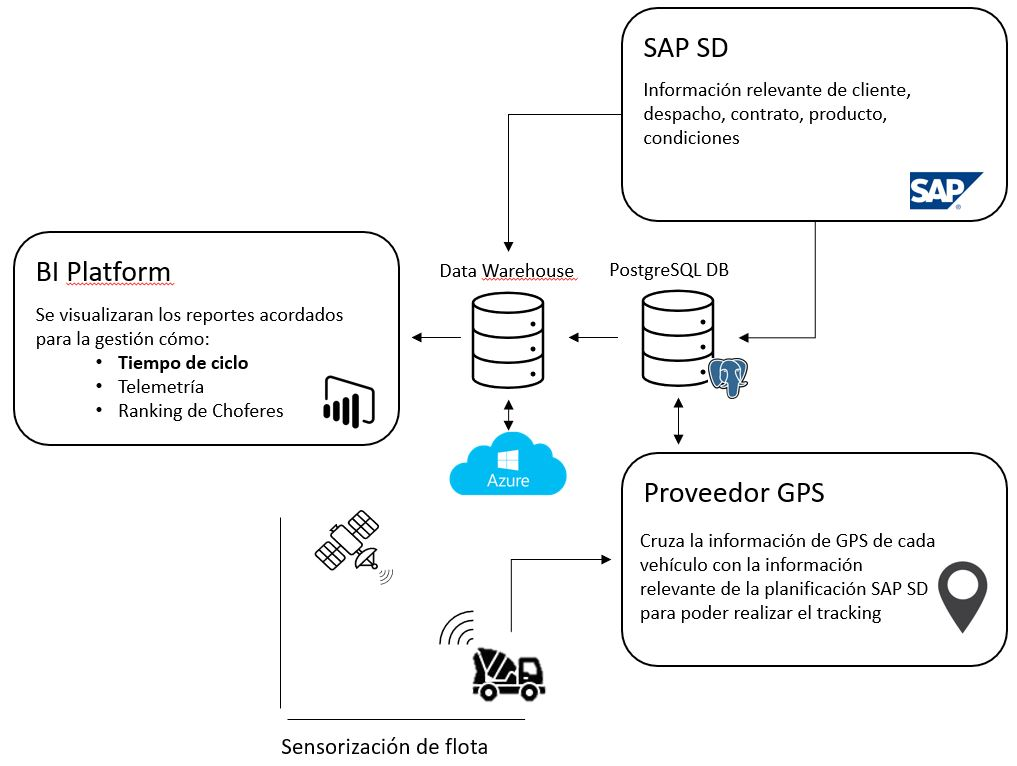 SAP SD
Información relevante de cliente,
despacho, contrato, producto,
condiciones
SAP
®
BI Platform
Se visualizaran los reportes acordados
para la gestión cómo:
• Tiempo de ciclo
• Telemetría
• Ranking de Choferes
Data Warehouse
PostgreSQL DB
Azure
Proveedor GPS
Cruza la información de GPS de cada
vehículo con la información
relevante de la planificación SAP SD
para poder realizar el tracking
Sensorización de flota